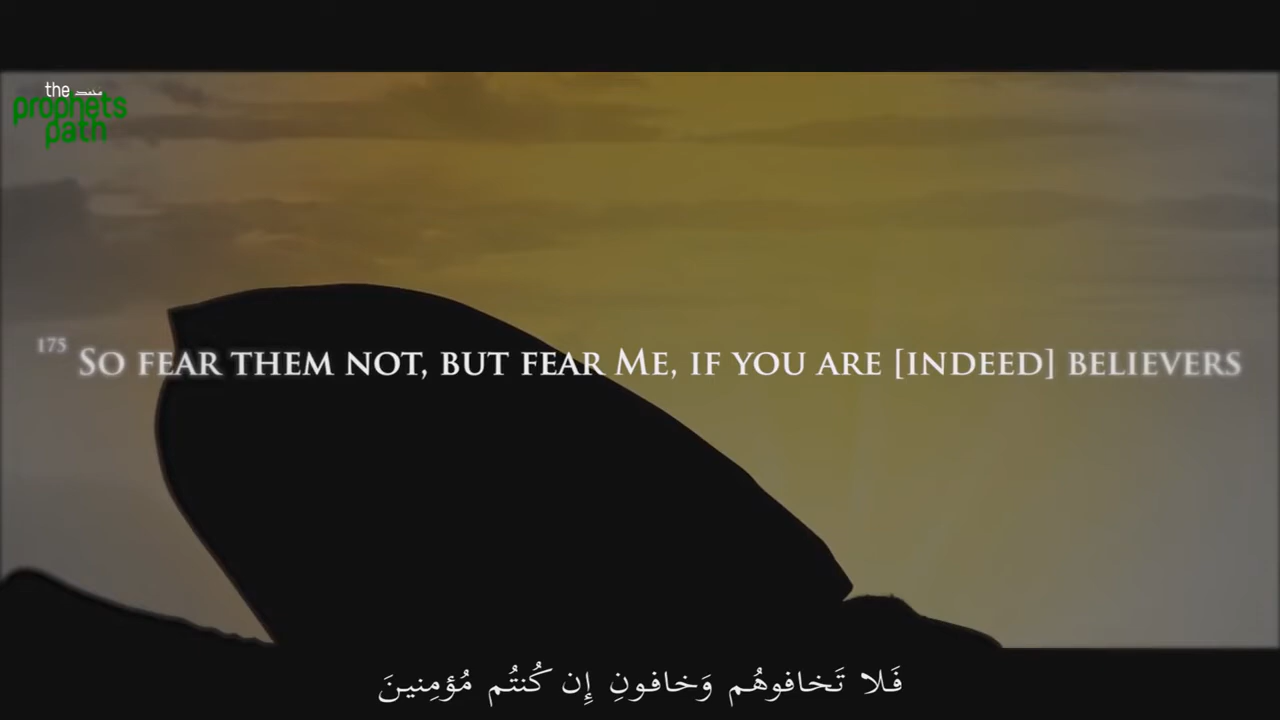 the محمد
prophets
path
175 So fear them not, but fear Me, if you are [indeed] believers
فَلا تَخافوهُم وَخافونِ إِن كُنتُم مُؤمِنينَ